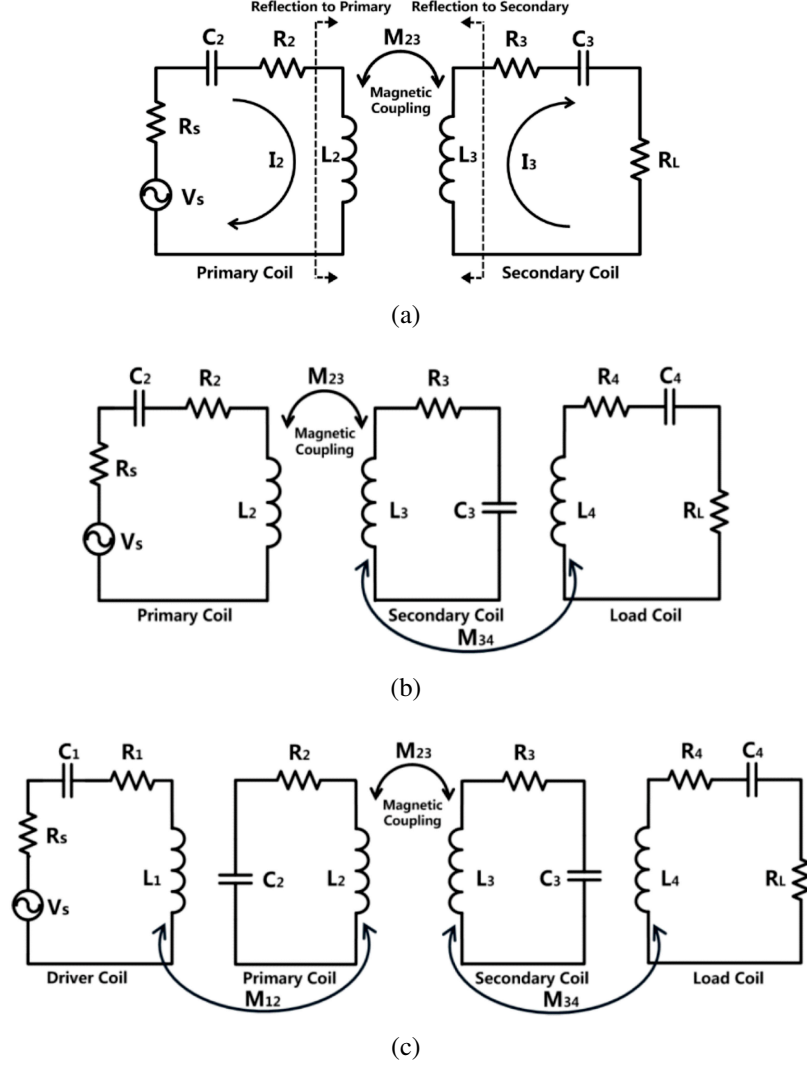 Reflection to Primary Reflection to Secondary
C2 R2 M23 R3 C3
Magnetic
Coupling
Rs I2 L2 L3 I3 RL
Vs
Primary Coil Secondary Coil
(a)
C2 R2 M23 R3 R4 C4
Magnetic
Coupling
Rs
L2 L3 C3 L4 RL
Vs
Primary Coil Secondary Coil Load Coil
M34
(b)
C1 R1 R2 M23 R3 R4 C4
Magnetic
Coupling
Rs
L1 C2 L2 L3 C3 L4 RL
Vs
Driver Coil Primary Coil Secondary Coil Load Coil
M12 M34
(c)